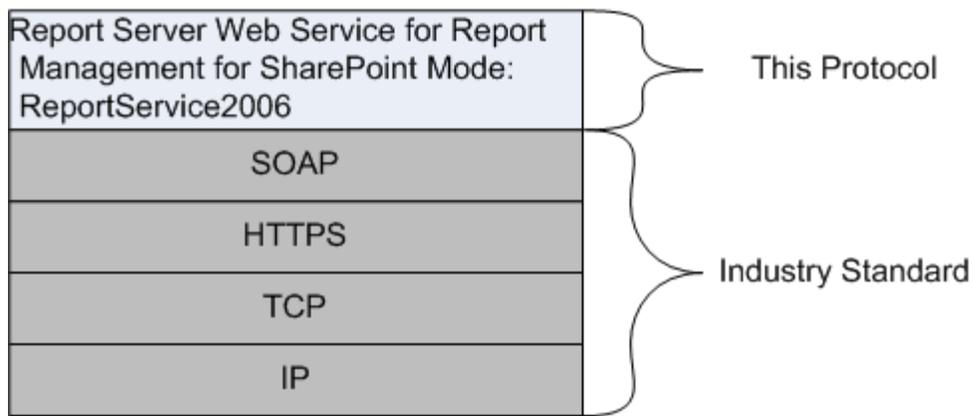 Report Server Web Service for Report
Management for SharePoint Mode:
ReportService2006
This Protocol
SOAP
HTTPS
TCP
IP
Industry Standard